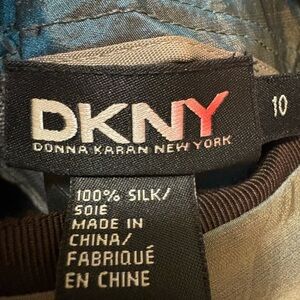 DKNY
DONNA KARAN NEW YORK
10
100% SILK/
SOIE
MADE IN
CHINA/
FABRIQUÉ
EN CHINE